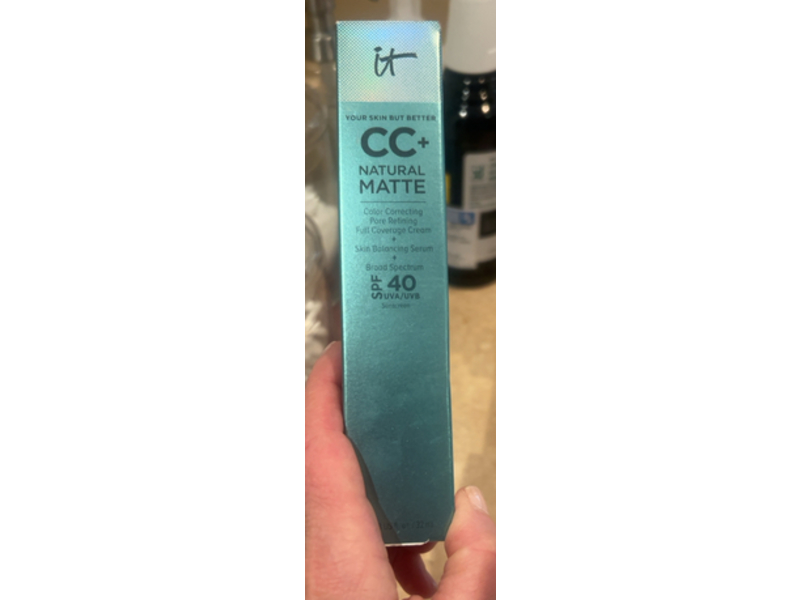 it
YOUR SKIN BUT BETTER
CC+
NATURAL
MATTE
Color Correcting
Pore Refining
Full Coverage Cream
+
Skin Balancing Serum
+
Broad Spectrum
SPF 40
UVA/UVB
Sunscreen